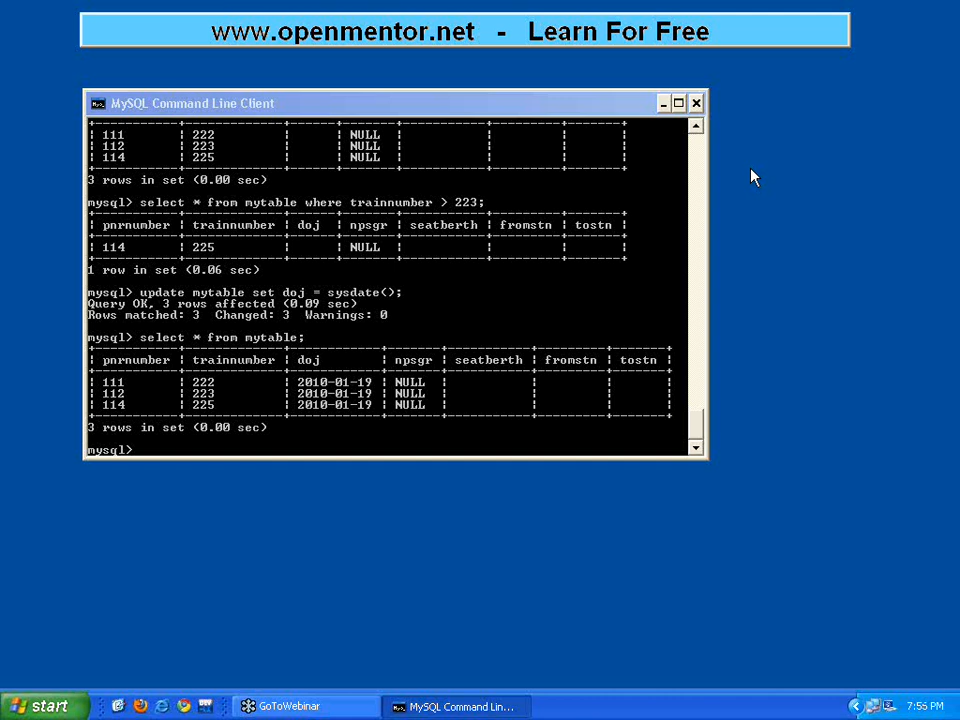 www.openmentor.net - Learn For Free
MySQL Command Line Client
| 111 | 222 | | NULL | | | |
| 112 | 223 | | NULL | | | |
| 114 | 225 | | NULL | | | |
+-----------+-------------+------+--------+-----------+---------+-------+
3 rows in set (0.00 sec)
mysql> select * from mytable where trainnumber > 223;
+-----------+-------------+------+--------+-----------+---------+-------+
| pnrnumber | trainnumber | doj | npsgr | seatberth | fromstn | tostn |
+-----------+-------------+------+--------+-----------+---------+-------+
| 114 | 225 | | NULL | | | |
+-----------+-------------+------+--------+-----------+---------+-------+
1 row in set (0.06 sec)
mysql> update mytable set doj = sysdate();
Query OK, 3 rows affected (0.09 sec)
Rows matched: 3 Changed: 3 Warnings: 0
mysql> select * from mytable;
+-----------+-------------+------------+-------+-----------+---------+-------+
| pnrnumber | trainnumber | doj | npsgr | seatberth | fromstn | tostn |
+-----------+-------------+------------+-------+-----------+---------+-------+
| 111 | 222 | 2010-01-19 | NULL | | | |
| 112 | 223 | 2010-01-19 | NULL | | | |
| 114 | 225 | 2010-01-19 | NULL | | | |
+-----------+-------------+------------+-------+-----------+---------+-------+
3 rows in set (0.00 sec)
mysql>
start GoToWebinar MySQL Command Lin... 7:55 PM